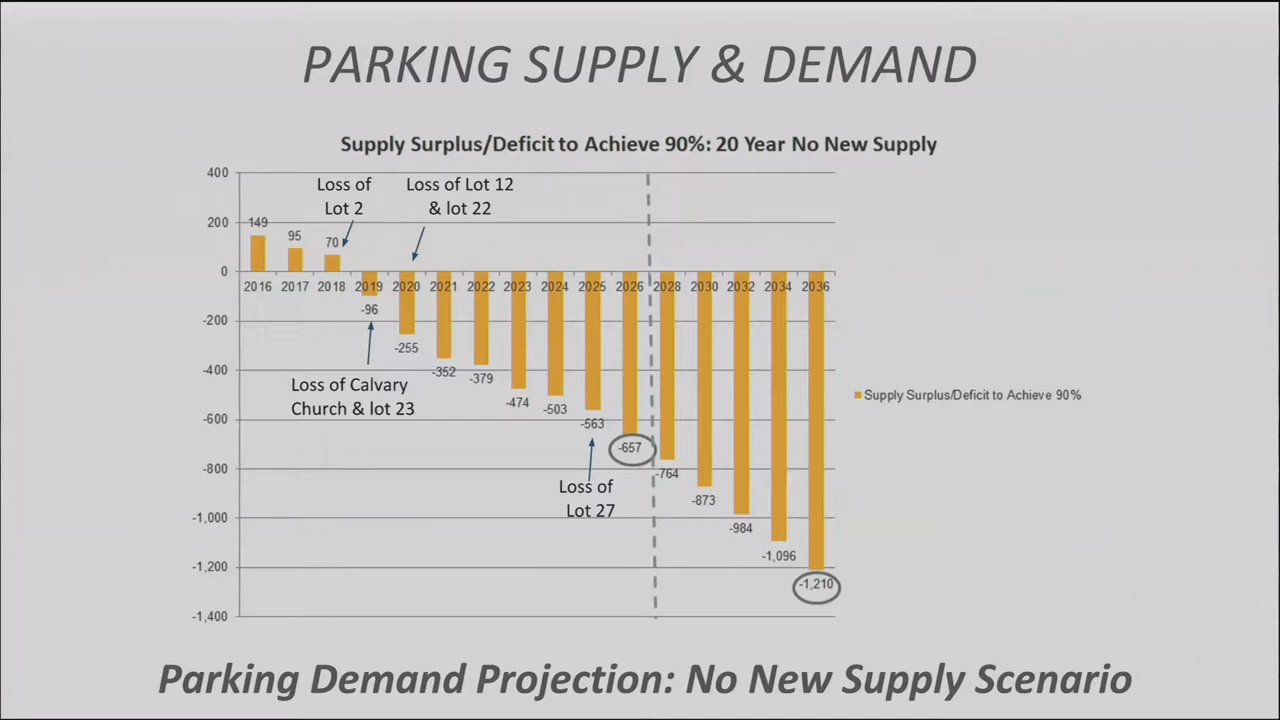 PARKING SUPPLY & DEMAND
Supply Surplus/Deficit to Achieve 90%: 20 Year No New Supply
400
200
0
-200
-400
-600
-800
-1,000
-1,200
-1,400
Loss of
Lot 2
Loss of Lot 12
& lot 22
149
95
70
2016 2017 2018 2019 2020 2021 2022 2023 2024 2025 2026 2028 2030 2032 2034 2036
-96
-255
-352
-379
-474
-503
-563
-657
-764
-873
-984
-1,096
-1,210
Loss of Calvary
Church & lot 23
Loss of
Lot 27
Supply Surplus/Deficit to Achieve 90%
Parking Demand Projection: No New Supply Scenario